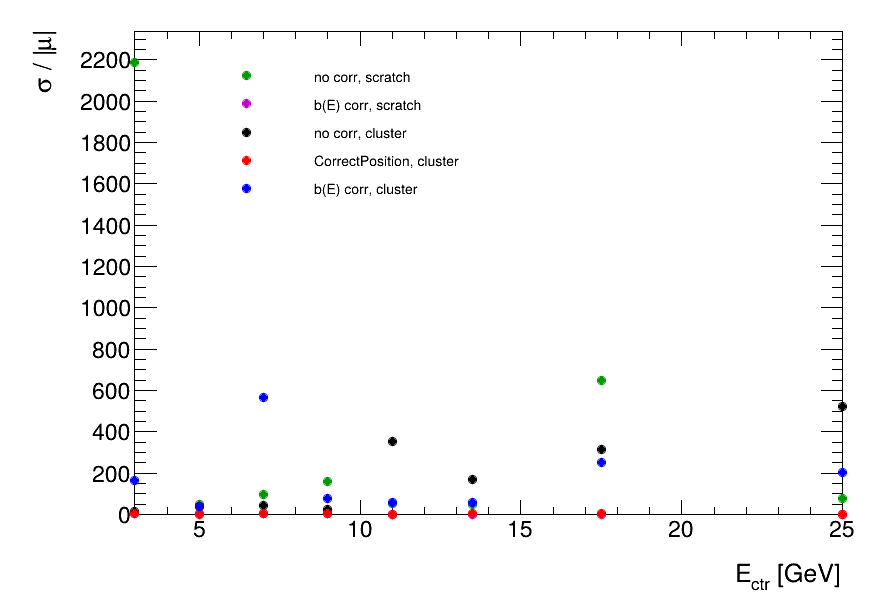 σ / |μ|
2200
2000
1800
1600
1400
1200
1000
800
600
400
200
0
no corr, scratch
b(E) corr, scratch
no corr, cluster
CorrectPosition, cluster
b(E) corr, cluster
5 10 15 20 25
E_ctr [GeV]